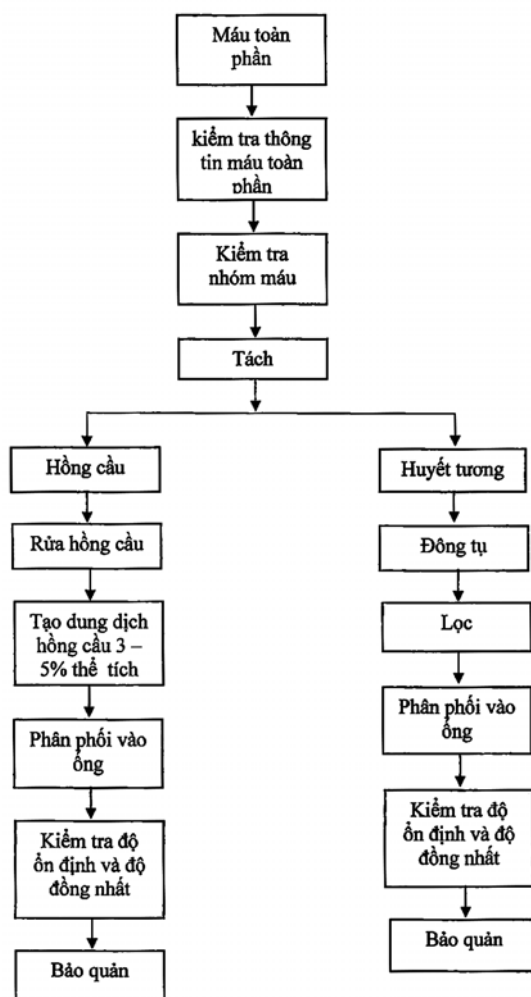 Máu toàn
phần
kiểm tra thông
tin máu toàn
phần
Kiểm tra
nhóm máu
Tách
Hồng cầu
Rửa hồng cầu
Tạo dung dịch
hồng cầu 3 –
5% thể tích
Phân phối vào
ống
Kiểm tra độ
ổn định và độ
đồng nhất
Bảo quản
Huyết tương
Đông tụ
Lọc
Phân phối vào
ống
Kiểm tra độ
ổn định và độ
đồng nhất
Bảo quản